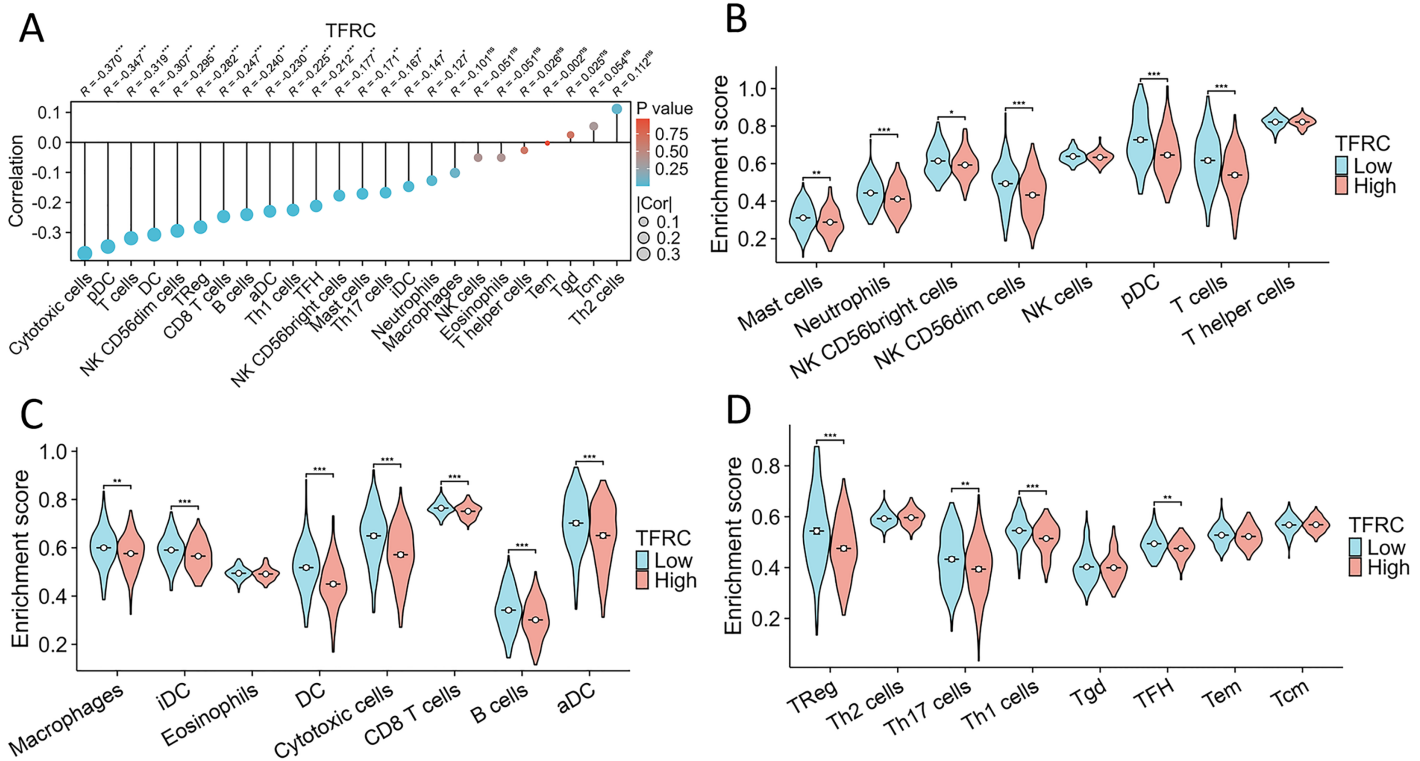 A
TFRC
R = -0.370***
R = -0.347***
R = -0.319***
R = -0.307***
R = -0.295***
R = -0.282***
R = -0.247***
R = -0.240***
R = -0.230***
R = -0.225***
R = -0.212**
R = -0.177**
R = -0.171**
R = -0.167**
R = -0.147*
R = -0.127*
R = -0.101ns
R = -0.051ns
R = -0.051ns
R = -0.026ns
R = -0.002ns
R = 0.025ns
R = 0.054ns
R = 0.112ns
Correlation
0.1
0.0
-0.1
-0.2
-0.3
Cytotoxic cells
pDC
T cells
DC
NK CD56dim cells
TReg
CD8 T cells
B cells
aDC
Th1 cells
TFH
NK CD56bright cells
Mast cells
Th17 cells
iDC
Neutrophils
Macrophages
NK cells
Eosinophils
T helper cells
Tem
Tgd
Tcm
Th2 cells
P value
0.75
0.50
0.25
|Cor|
0.1
0.2
0.3
B
Enrichment score
1.0
0.8
0.6
0.4
0.2
**
***
*
***
***
***
Mast cells
Neutrophils
NK CD56bright cells
NK CD56dim cells
NK cells
pDC
T cells
T helper cells
TFRC
Low
High
C
Enrichment score
1.0
0.8
0.6
0.4
0.2
**
***
***
***
***
***
***
Macrophages
iDC
Eosinophils
DC
Cytotoxic cells
CD8 T cells
B cells
aDC
TFRC
Low
High
D
Enrichment score
0.8
0.6
0.4
0.2
***
**
***
**
TReg
Th2 cells
Th17 cells
Th1 cells
Tgd
TFH
Tem
Tcm
TFRC
Low
High